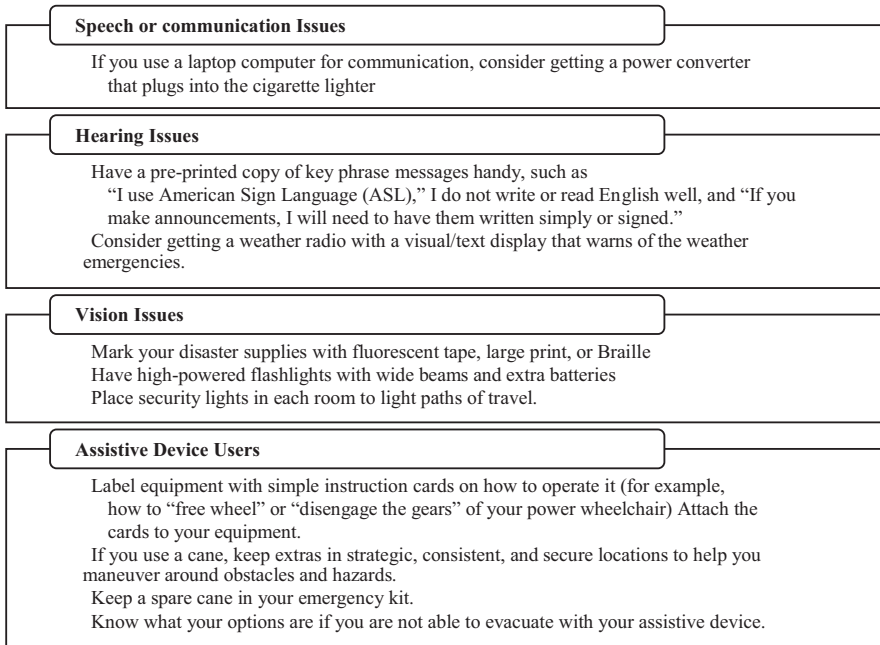 Speech or communication Issues
If you use a laptop computer for communication, consider getting a power converter
that plugs into the cigarette lighter
Hearing Issues
Have a pre-printed copy of key phrase messages handy, such as
“I use American Sign Language (ASL),” I do not write or read English well, and “If you
make announcements, I will need to have them written simply or signed.”
Consider getting a weather radio with a visual/text display that warns of the weather
emergencies.
Vision Issues
Mark your disaster supplies with fluorescent tape, large print, or Braille
Have high-powered flashlights with wide beams and extra batteries
Place security lights in each room to light paths of travel.
Assistive Device Users
Label equipment with simple instruction cards on how to operate it (for example,
how to “free wheel” or “disengage the gears” of your power wheelchair) Attach the
cards to your equipment.
If you use a cane, keep extras in strategic, consistent, and secure locations to help you
maneuver around obstacles and hazards.
Keep a spare cane in your emergency kit.
Know what your options are if you are not able to evacuate with your assistive device.